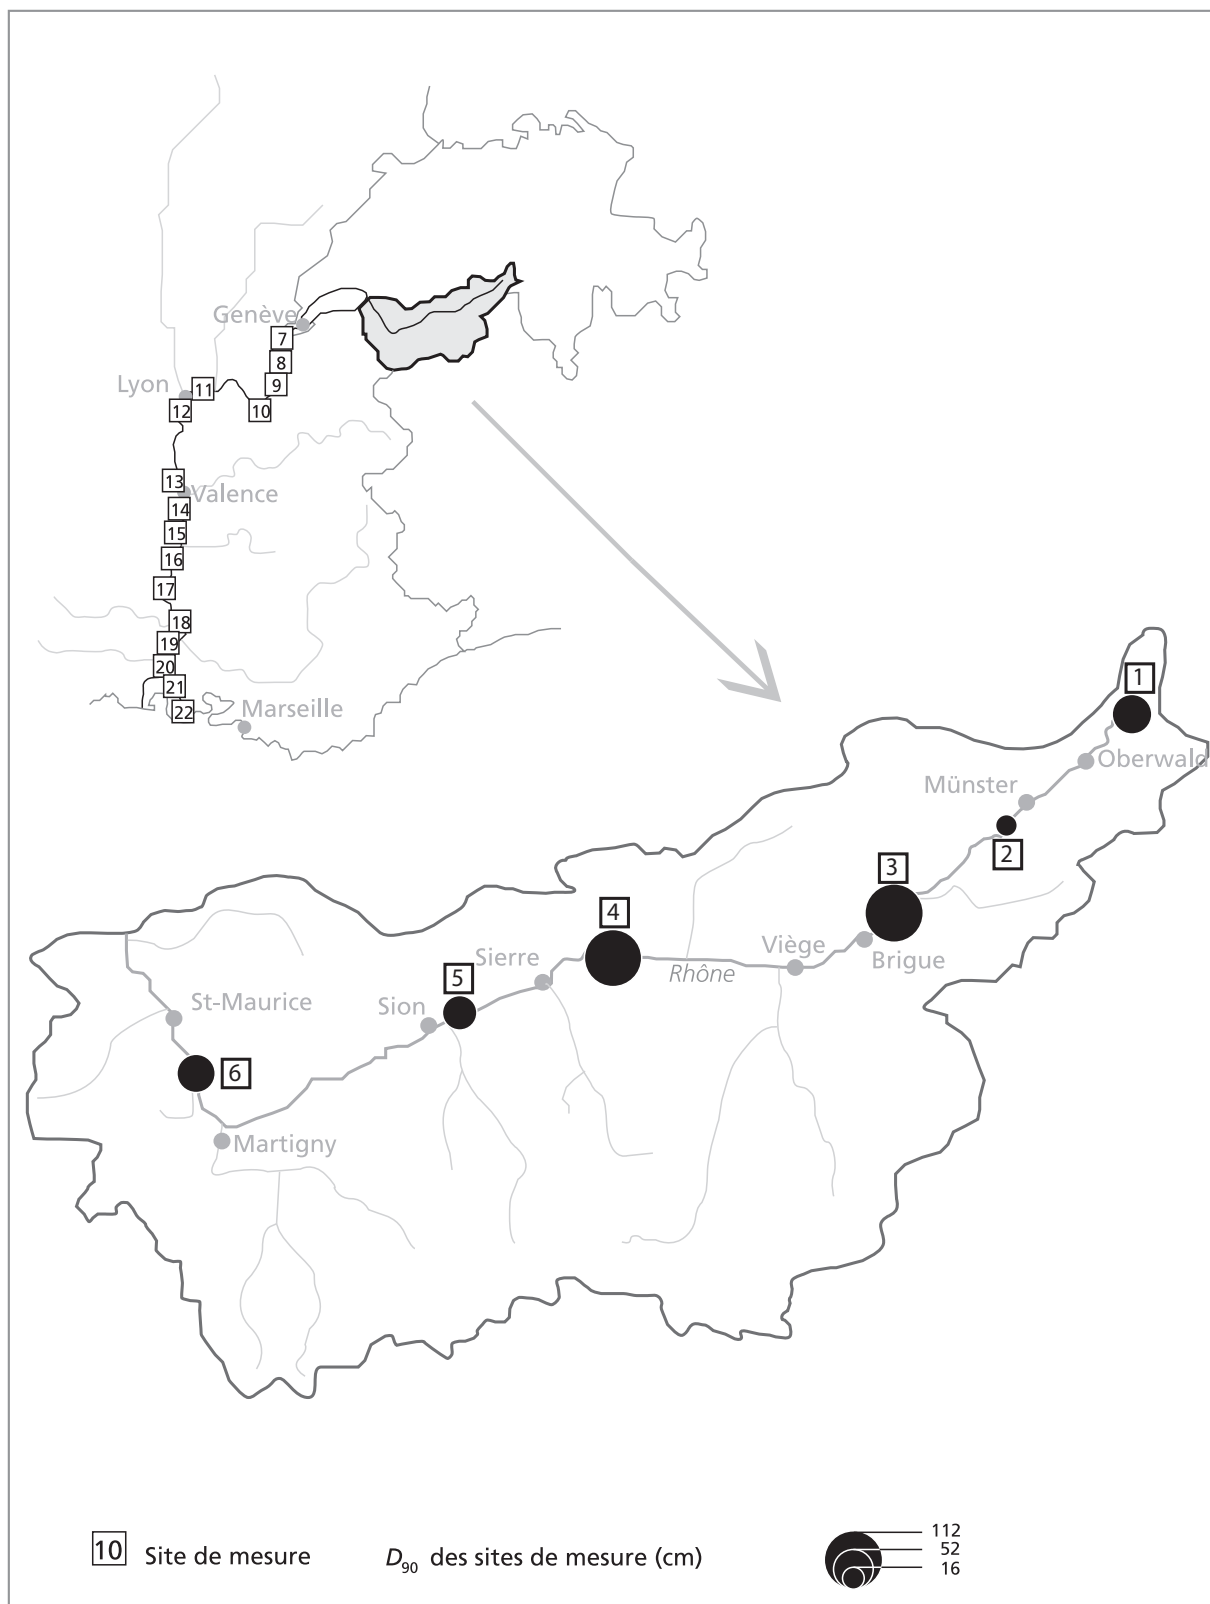 Genève
7
8
9
10
Lyon
11
12
13
Valence
14
15
16
17
18
19
20
21
22
Marseille
1
Oberwald
Münster
2
3
Brigue
Viège
Rhône
4
Sierre
5
Sion
St-Maurice
6
Martigny
10 Site de mesure
D90 des sites de mesure (cm)
112
52
16